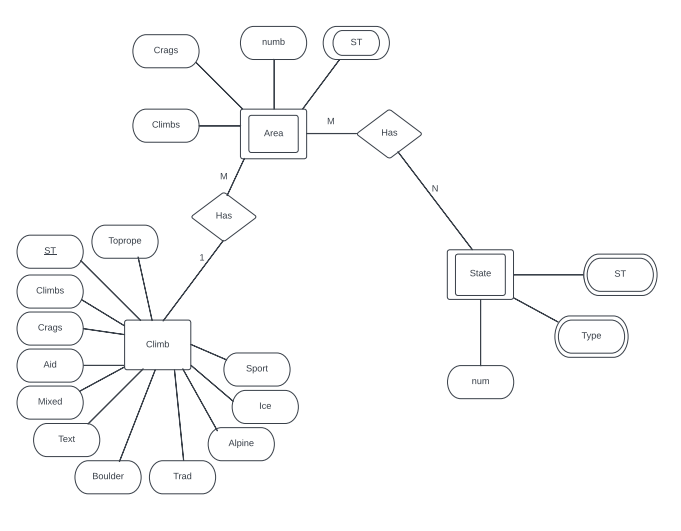 numb
ST
Crags
Climbs
Area
M
Has
M
N
Has
ST
Toprope
1
State
ST
Climbs
Crags
Climb
Type
Aid
Sport
num
Mixed
Ice
Text
Alpine
Boulder
Trad